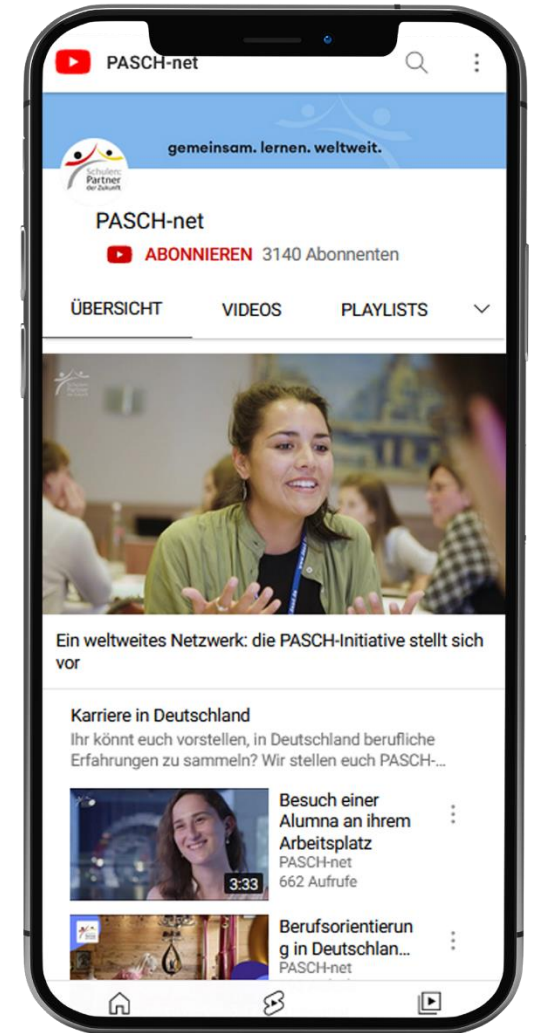 PASCH-net
gemeinsam. lernen. weltweit.
Schulen:
Partner
der Zukunft
PASCH-net
ABONNIEREN 3140 Abonnenten
ÜBERSICHT VIDEOS PLAYLISTS
Ein weltweites Netzwerk: die PASCH-Initiative stellt sich
vor
Karriere in Deutschland
Ihr könnt euch vorstellen, in Deutschland berufliche
Erfahrungen zu sammeln? Wir stellen euch PASCH-...
Besuch einer
Alumna an ihrem
Arbeitsplatz
PASCH-net
662 Aufrufe
3:33
Berufsorientierun
g in Deutschlan...
PASCH-net